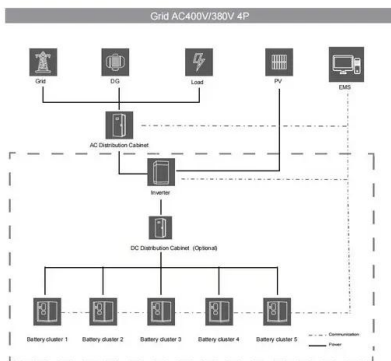 Grid AC400V/380V 4P
Grid
DG
Load
PV
EMS
AC Distribution Cabinet
Inverter
DC Distribution Cabinet (Optional)
Battery cluster 1
Battery cluster 2
Battery cluster 3
Battery cluster 4
Battery cluster 5
Communication
Power